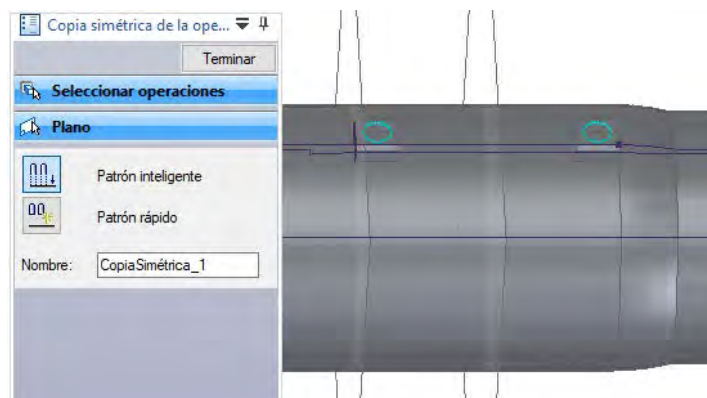 Copia simétrica de la ope...
Terminar
Seleccionar operaciones
Plano
Patrón inteligente
Patrón rápido
Nombre: CopiaSimétrica_1